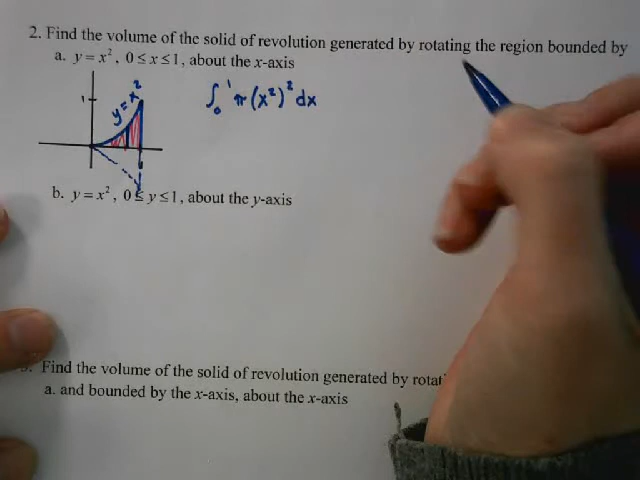 2. Find the volume of the solid of revolution generated by rotating the region bounded by
a. y = x², 0 ≤ x ≤ 1, about the x-axis
1
y = x²
∫₀¹ π(x²)² dx
b. y = x², 0 ≤ y ≤ 1, about the y-axis
Find the volume of the solid of revolution generated by
a. and bounded by the x-axis, about the x-axis